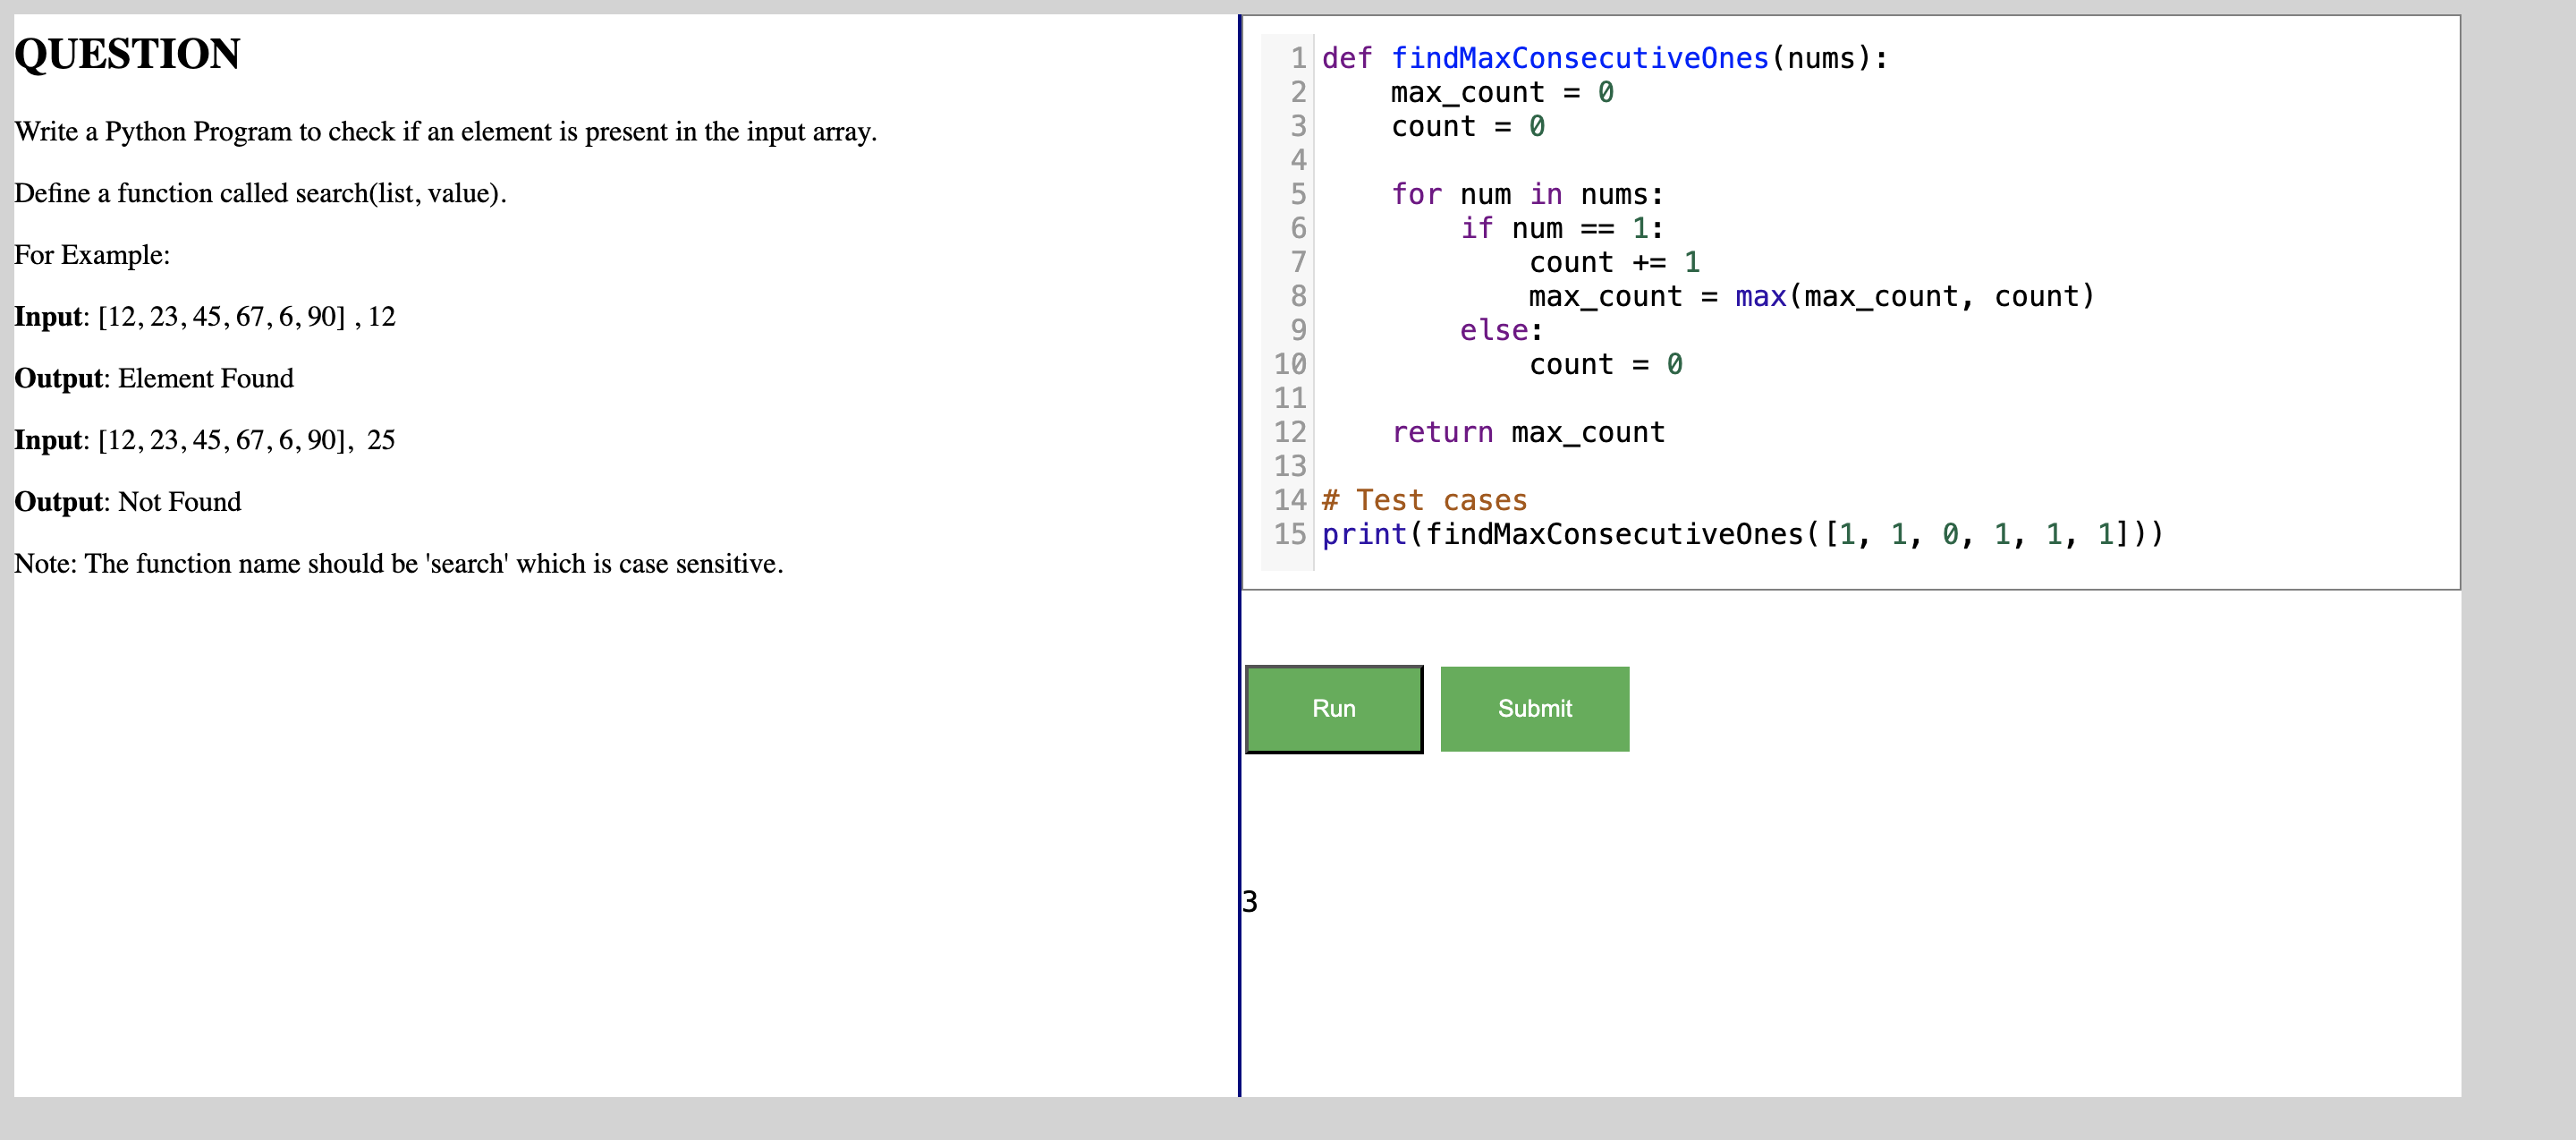 QUESTION
Write a Python Program to check if an element is present in the input array.
Define a function called search(list, value).
For Example:
Input: [12, 23, 45, 67, 6, 90] , 12
Output: Element Found
Input: [12, 23, 45, 67, 6, 90],  25
Output: Not Found
Note: The function name should be 'search' which is case sensitive.
1 def findMaxConsecutiveOnes(nums):
2     max_count = 0
3     count = 0
4
5     for num in nums:
6         if num == 1:
7             count += 1
8             max_count = max(max_count, count)
9         else:
10             count = 0
11
12     return max_count
13
14 # Test cases
15 print(findMaxConsecutiveOnes([1, 1, 0, 1, 1, 1]))
Run Submit
3